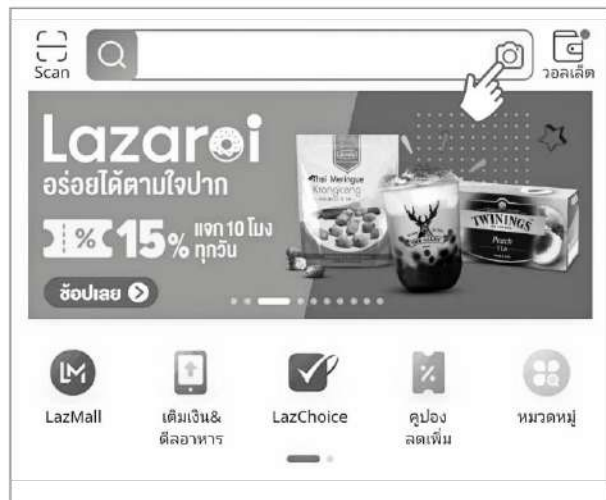 Scan
วอลเล็ต
Lazaroi
อร่อยได้ตามใจปาก
% 15% แจก 10 โมง
ทุกวัน
ช้อปเลย
Thai Meringue
Krongkang
TWININGS
Peach
TEA
LM
LazMall
เติมเงิน&
ดีลอาหาร
LazChoice
%
คูปอง
ลดเพิ่ม
หมวดหมู่